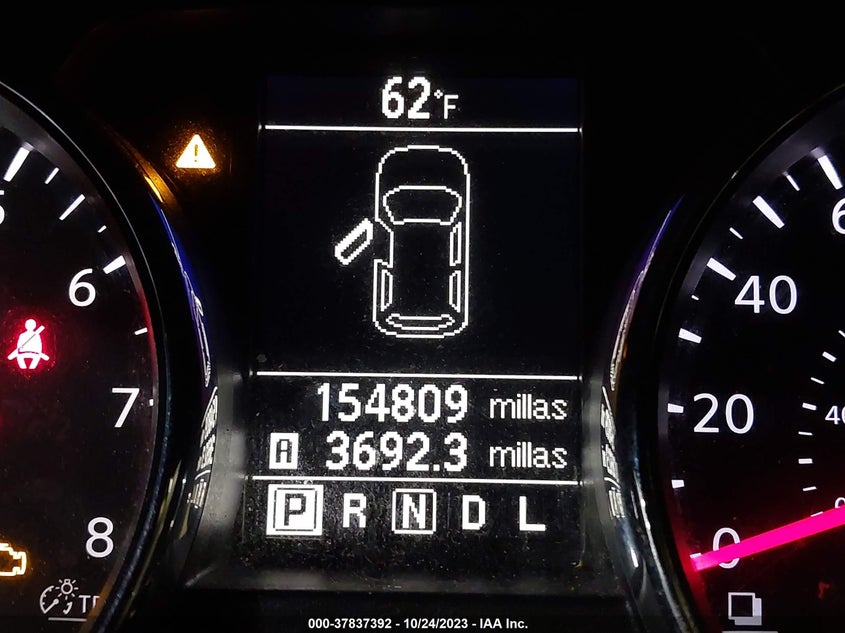 62°F
154809 millas
A 3692.3 millas
P R N D L
6
7
8
40
20
0
000-37837392 - 10/24/2023 - IAA Inc.